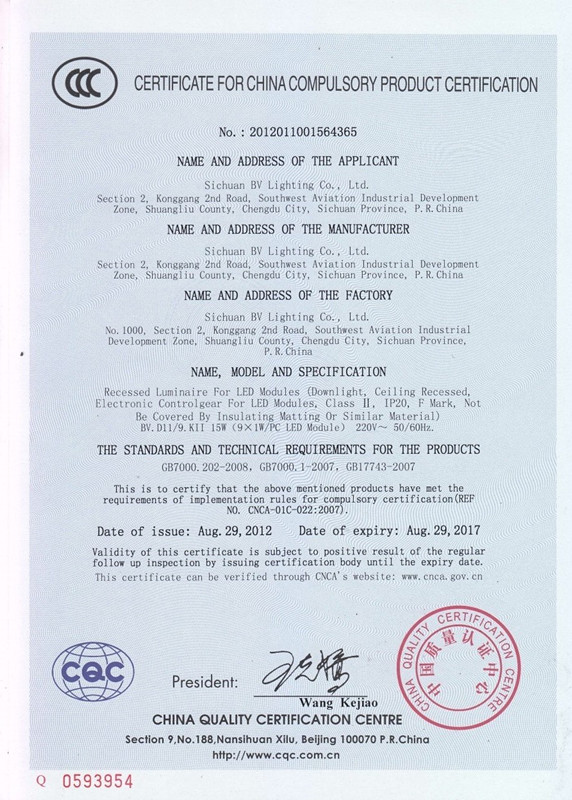 CCC
CERTIFICATE FOR CHINA COMPULSORY PRODUCT CERTIFICATION
No. : 2012011001564365
NAME AND ADDRESS OF THE APPLICANT
Sichuan BV Lighting Co., Ltd.
Section 2, Konggang 2nd Road, Southwest Aviation Industrial Development
Zone, Shuangliu County, Chengdu City, Sichuan Province, P.R.China
NAME AND ADDRESS OF THE MANUFACTURER
Sichuan BV Lighting Co., Ltd.
Section 2, Konggang 2nd Road, Southwest Aviation Industrial Development
Zone, Shuangliu County, Chengdu City, Sichuan Province, P.R.China
NAME AND ADDRESS OF THE FACTORY
Sichuan BV Lighting Co., Ltd.
No.1000, Section 2, Konggang 2nd Road, Southwest Aviation Industrial
Development Zone, Shuangliu County, Chengdu City, Sichuan Province,
P.R.China
NAME, MODEL AND SPECIFICATION
Recessed Luminaire For LED Modules (Downlight, Ceiling Recessed,
Electronic Controlgear For LED Modules, Class II, IP20, F Mark, Not
Be Covered By Insulating Matting Or Similar Material)
BV.D11/9.KII 15W (9×1W/PC LED Module) 220V~ 50/60Hz.
THE STANDARDS AND TECHNICAL REQUIREMENTS FOR THE PRODUCTS
GB7000.202-2008, GB7000.1-2007, GB17743-2007
This is to certify that the above mentioned products have met the
requirements of implementation rules for compulsory certification(REF
NO. CNCA-01C-022:2007).
Date of issue: Aug.29,2012 Date of expiry: Aug.29,2017
Validity of this certificate is subject to positive result of the regular
follow up inspection by issuing certification body until the expiry date.
This certificate can be verified through CNCA's website: www.cnca.gov.cn
CQC
President:
Wang Kejiao
CHINA QUALITY CERTIFICATION CENTRE
中国质量认证中心
CHINA QUALITY CERTIFICATION CENTRE
Section 9,No.188,Nansihuan Xilu, Beijing 100070 P.R.China
http://www.cqc.com.cn
Q 0593954